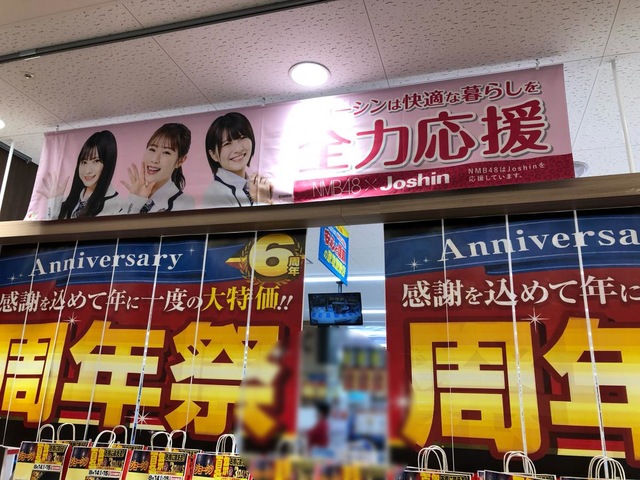 ーシンは快適な暮らしを
全力応援
NMB48×Joshin
NMB48はJoshinを
応援しています。
Anniversary
6周年
感謝を込めて年に一度の大特価!!
周年祭
Anniversa
感謝を込めて年に
周年